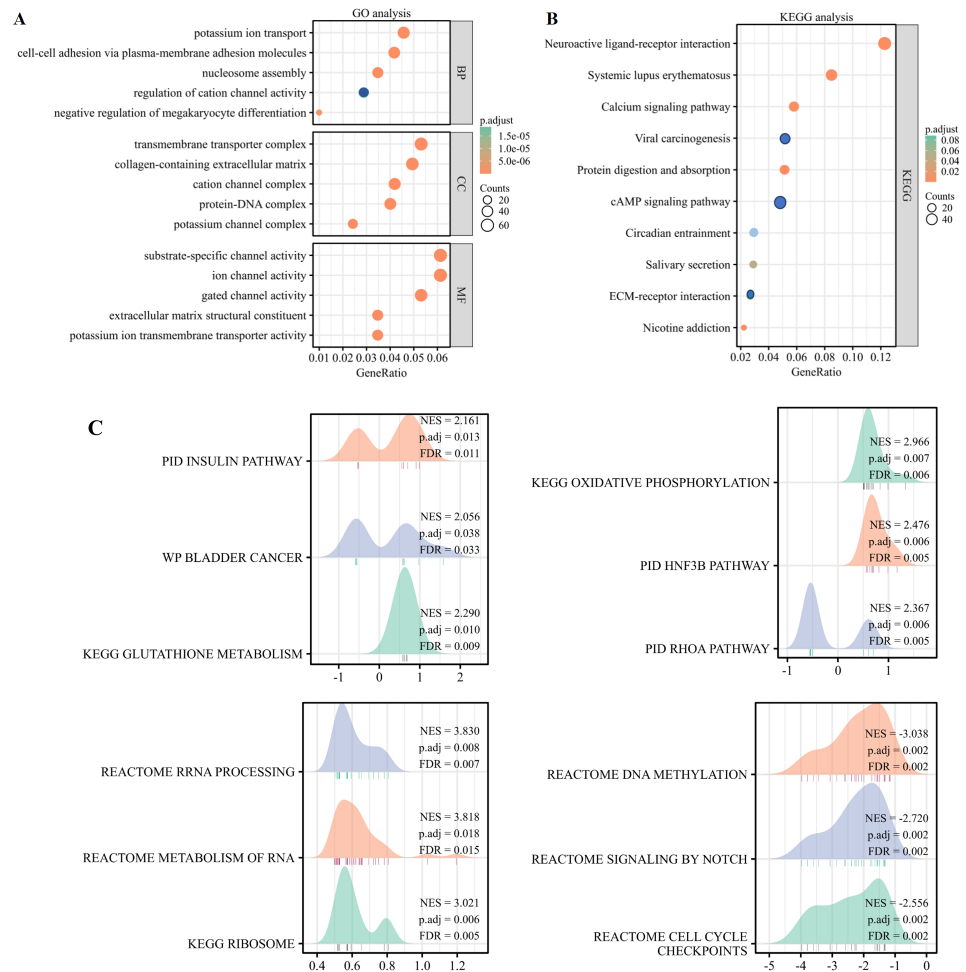 A
GO analysis
potassium ion transport
cell-cell adhesion via plasma-membrane adhesion molecules
nucleosome assembly
regulation of cation channel activity
negative regulation of megakaryocyte differentiation
BP
transmembrane transporter complex
collagen-containing extracellular matrix
cation channel complex
protein-DNA complex
potassium channel complex
CC
substrate-specific channel activity
ion channel activity
gated channel activity
extracellular matrix structural constituent
potassium ion transmembrane transporter activity
MF
0.01 0.02 0.03 0.04 0.05 0.06
GeneRatio
p.adjust
1.5e-05
1.0e-05
5.0e-06
Counts
20
40
60
B
KEGG analysis
Neuroactive ligand-receptor interaction
Systemic lupus erythematosus
Calcium signaling pathway
Viral carcinogenesis
Protein digestion and absorption
cAMP signaling pathway
Circadian entrainment
Salivary secretion
ECM-receptor interaction
Nicotine addiction
KEGG
0.02 0.04 0.06 0.08 0.10 0.12
GeneRatio
p.adjust
0.08
0.06
0.04
0.02
Counts
20
40
C
PID INSULIN PATHWAY
NES = 2.161
p.adj = 0.013
FDR = 0.011
WP BLADDER CANCER
NES = 2.056
p.adj = 0.038
FDR = 0.033
KEGG GLUTATHIONE METABOLISM
NES = 2.290
p.adj = 0.010
FDR = 0.009
-1 0 1 2
KEGG OXIDATIVE PHOSPHORYLATION
NES = 2.966
p.adj = 0.007
FDR = 0.006
PID HNF3B PATHWAY
NES = 2.476
p.adj = 0.006
FDR = 0.005
PID RHOA PATHWAY
NES = 2.367
p.adj = 0.006
FDR = 0.005
-1 0 1
REACTOME RRNA PROCESSING
NES = 3.830
p.adj = 0.008
FDR = 0.007
REACTOME METABOLISM OF RNA
NES = 3.818
p.adj = 0.018
FDR = 0.015
KEGG RIBOSOME
NES = 3.021
p.adj = 0.006
FDR = 0.005
0.4 0.6 0.8 1.0 1.2
REACTOME DNA METHYLATION
NES = -3.038
p.adj = 0.002
FDR = 0.002
REACTOME SIGNALING BY NOTCH
NES = -2.720
p.adj = 0.002
FDR = 0.002
REACTOME CELL CYCLE
CHECKPOINTS
NES = -2.556
p.adj = 0.002
FDR = 0.002
-5 -4 -3 -2 -1 0